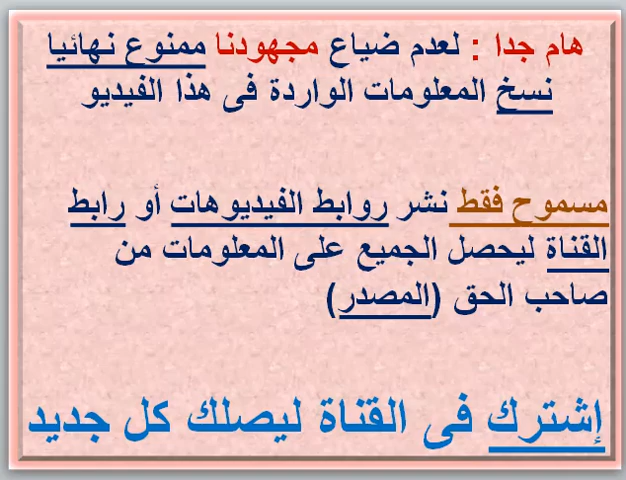 هام جدا : لعدم ضياع مجهودنا ممنوع نهائيا
نسخ المعلومات الواردة فى هذا الفيديو
مسموح فقط نشر روابط الفيديوهات أو رابط
القناة ليحصل الجميع على المعلومات من
صاحب الحق (المصدر)
إشترك فى القناة ليصلك كل جديد